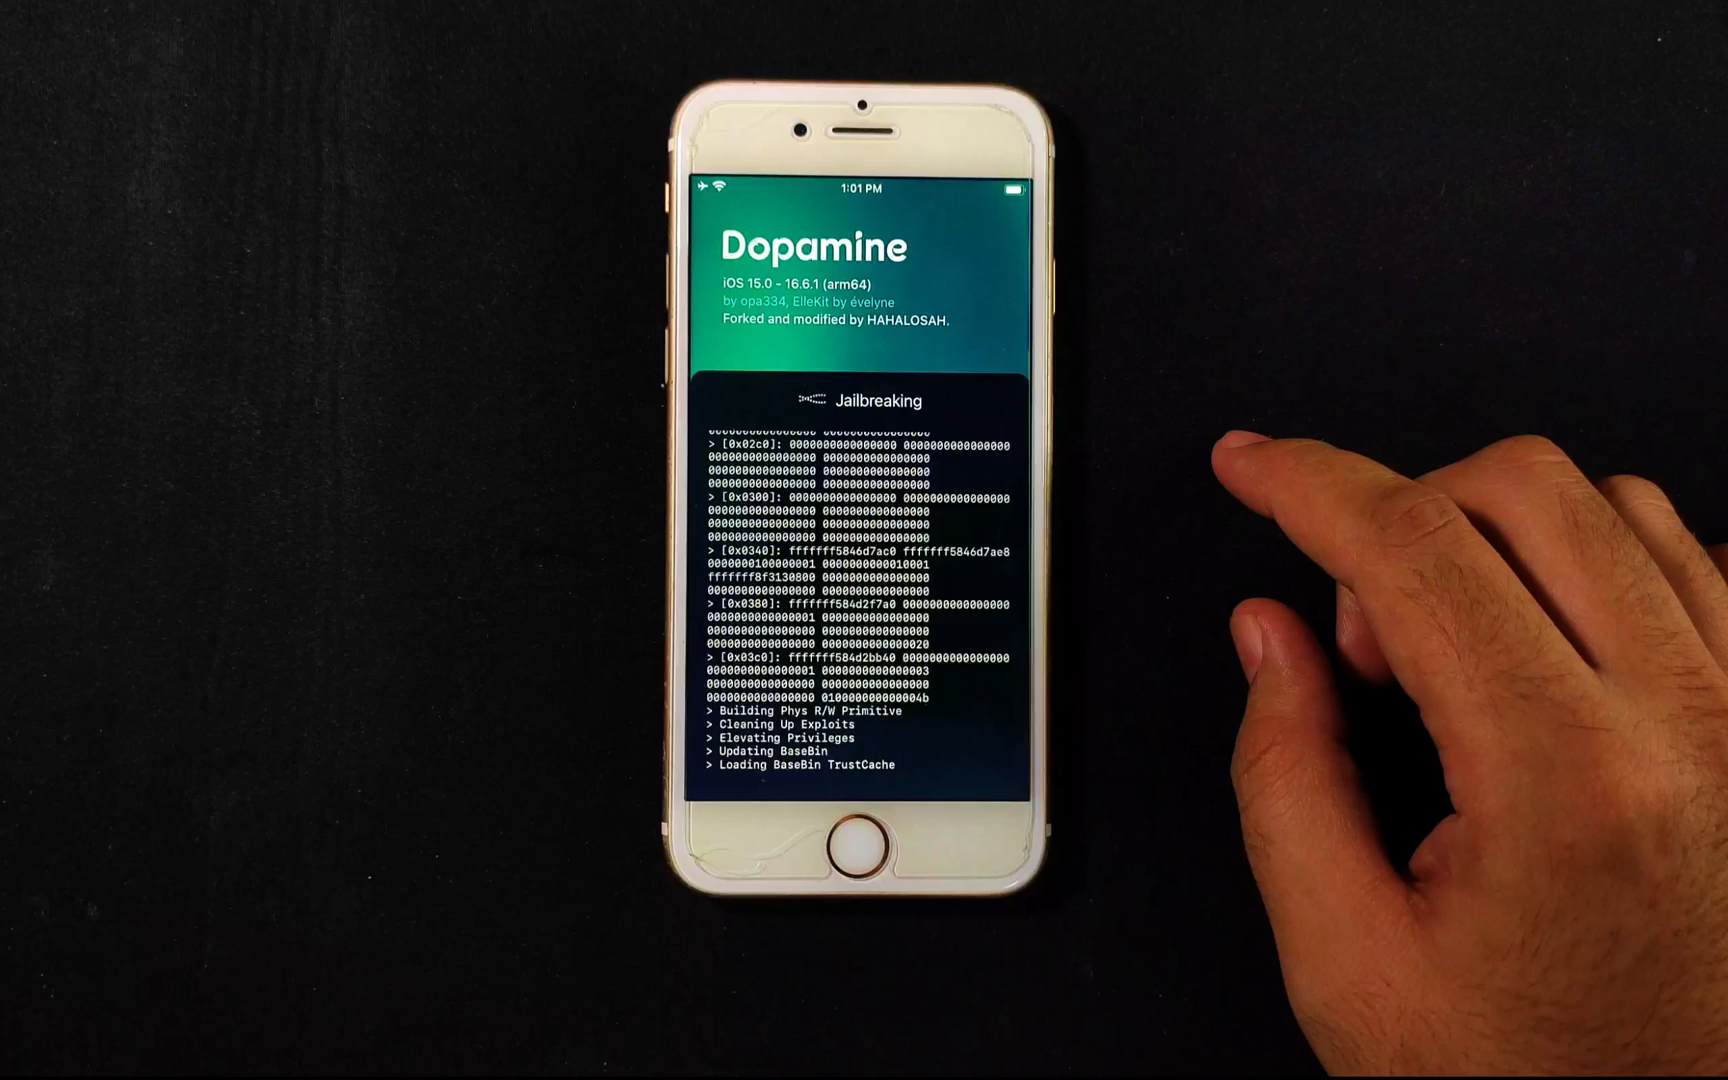 1:01 PM
Dopamine
iOS 15.0 - 16.6.1 (arm64)
by opa334, ElleKit by évelyne
Forked and modified by HAHALOSAH.
Jailbreaking
0000000000000000 0000000000000000
> [0x02c0]: 0000000000000000 0000000000000000
0000000000000000 0000000000000000
0000000000000000 0000000000000000
0000000000000000 0000000000000000
> [0x0300]: 0000000000000000 0000000000000000
0000000000000000 0000000000000000
0000000000000000 0000000000000000
0000000000000000 0000000000000000
> [0x0340]: fffffff5846d7ac0 fffffff5846d7ae8
0000000100000001 0000000000010001
fffffff8f3130800 0000000000000000
0000000000000000 0000000000000000
> [0x0380]: fffffff584d2f7a0 0000000000000000
0000000000000001 0000000000000000
0000000000000000 0000000000000000
0000000000000000 0000000000000020
> [0x03c0]: fffffff584d2bb40 0000000000000000
0000000000000001 0000000000000003
0000000000000000 0000000000000000
0000000000000000 010000000000004b
> Building Phys R/W Primitive
> Cleaning Up Exploits
> Elevating Privileges
> Updating BaseBin
> Loading BaseBin TrustCache